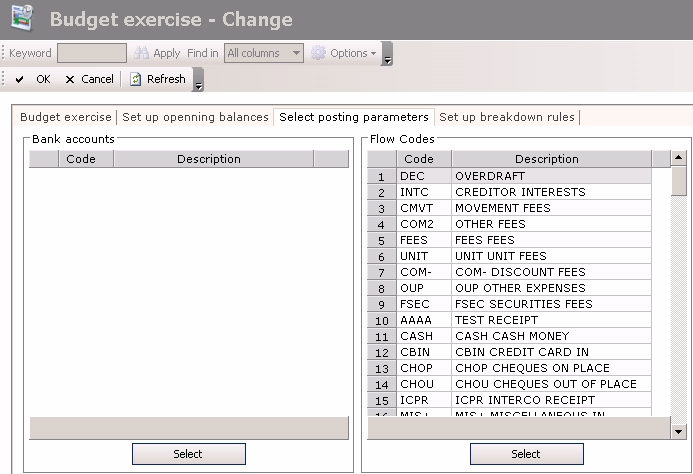 Budget exercise - Change
Keyword Apply Find in All columns Options
OK Cancel Refresh
Budget exercise Set up openning balances Select posting parameters Set up breakdown rules
Bank accounts
Code Description
Select
Flow Codes
Code Description
1 DEC OVERDRAFT
2 INTC CREDITOR INTERESTS
3 CMVT MOVEMENT FEES
4 COM2 OTHER FEES
5 FEES FEES FEES
6 UNIT UNIT UNIT FEES
7 COM- COM- DISCOUNT FEES
8 OUP OUP OTHER EXPENSES
9 FSEC FSEC SECURITIES FEES
10 AAAA TEST RECEIPT
11 CASH CASH CASH MONEY
12 CBIN CBIN CREDIT CARD IN
13 CHOP CHOP CHEQUES ON PLACE
14 CHOU CHOU CHEQUES OUT OF PLACE
15 ICPR ICPR INTERCO RECEIPT
16 MIS+ MIS+ MISCELLANEOUS IN
Select